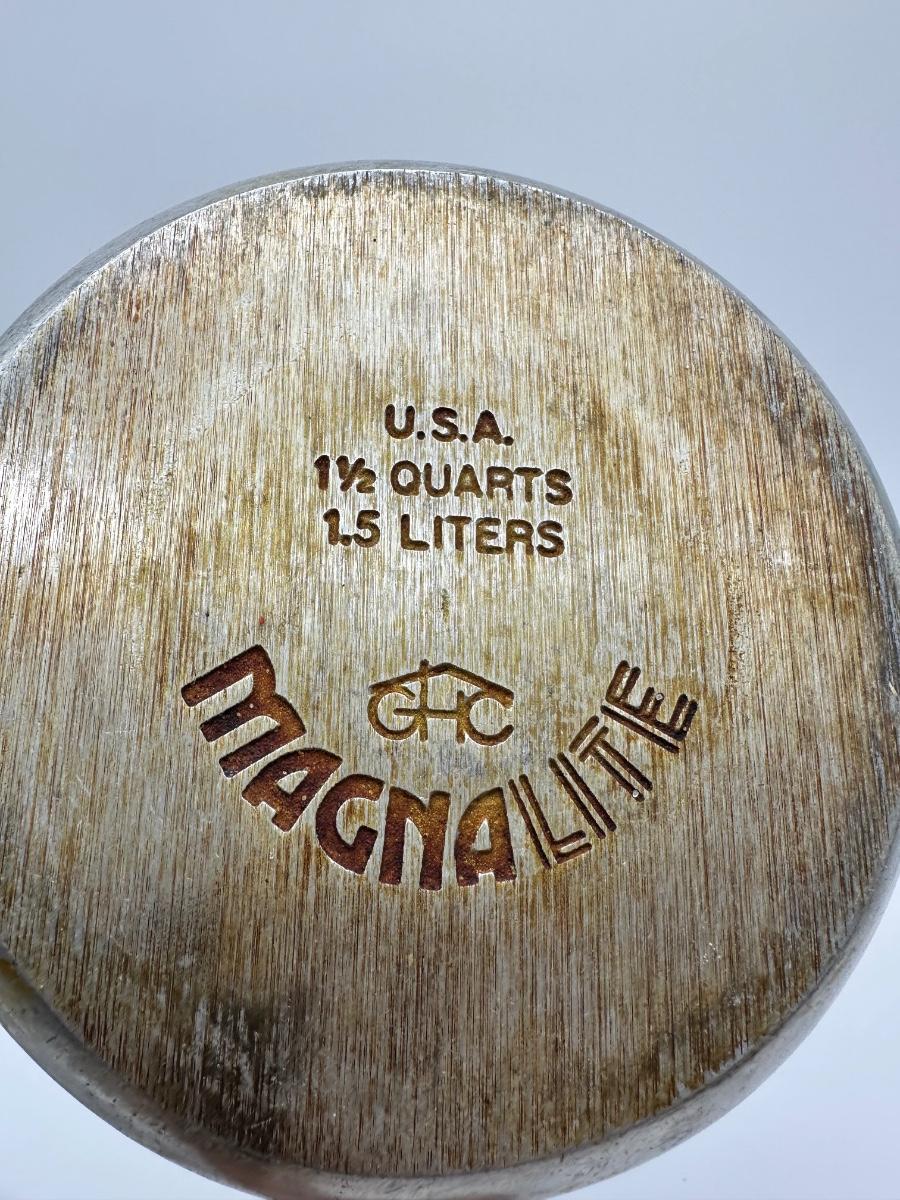 U.S.A.
1½ QUARTS
1.5 LITERS
GHC
MAGNALITE